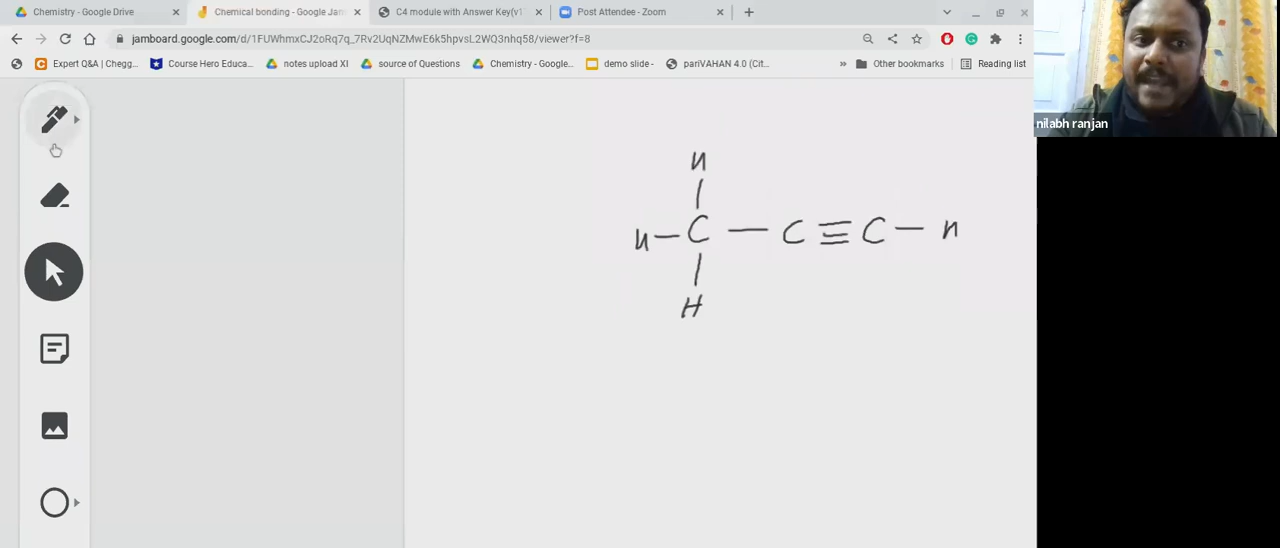 Chemistry - Google Drive
Chemical bonding - Google Jam
C4 module with Answer Key(v1
Post Attendee - Zoom
jamboard.google.com/d/1FUWhmxCJ2oRq7q_7Rv2UqNZMwE6k5hpvsL2WQ3nhq58/viewer?f=8
Expert Q&A | Chegg... Course Hero Educa... notes upload XI source of Questions Chemistry - Google... demo slide - pariVAHAN 4.0 (Cit... » Other bookmarks Reading list
nilabh ranjan
H
H - C — C ≡ C — H
H